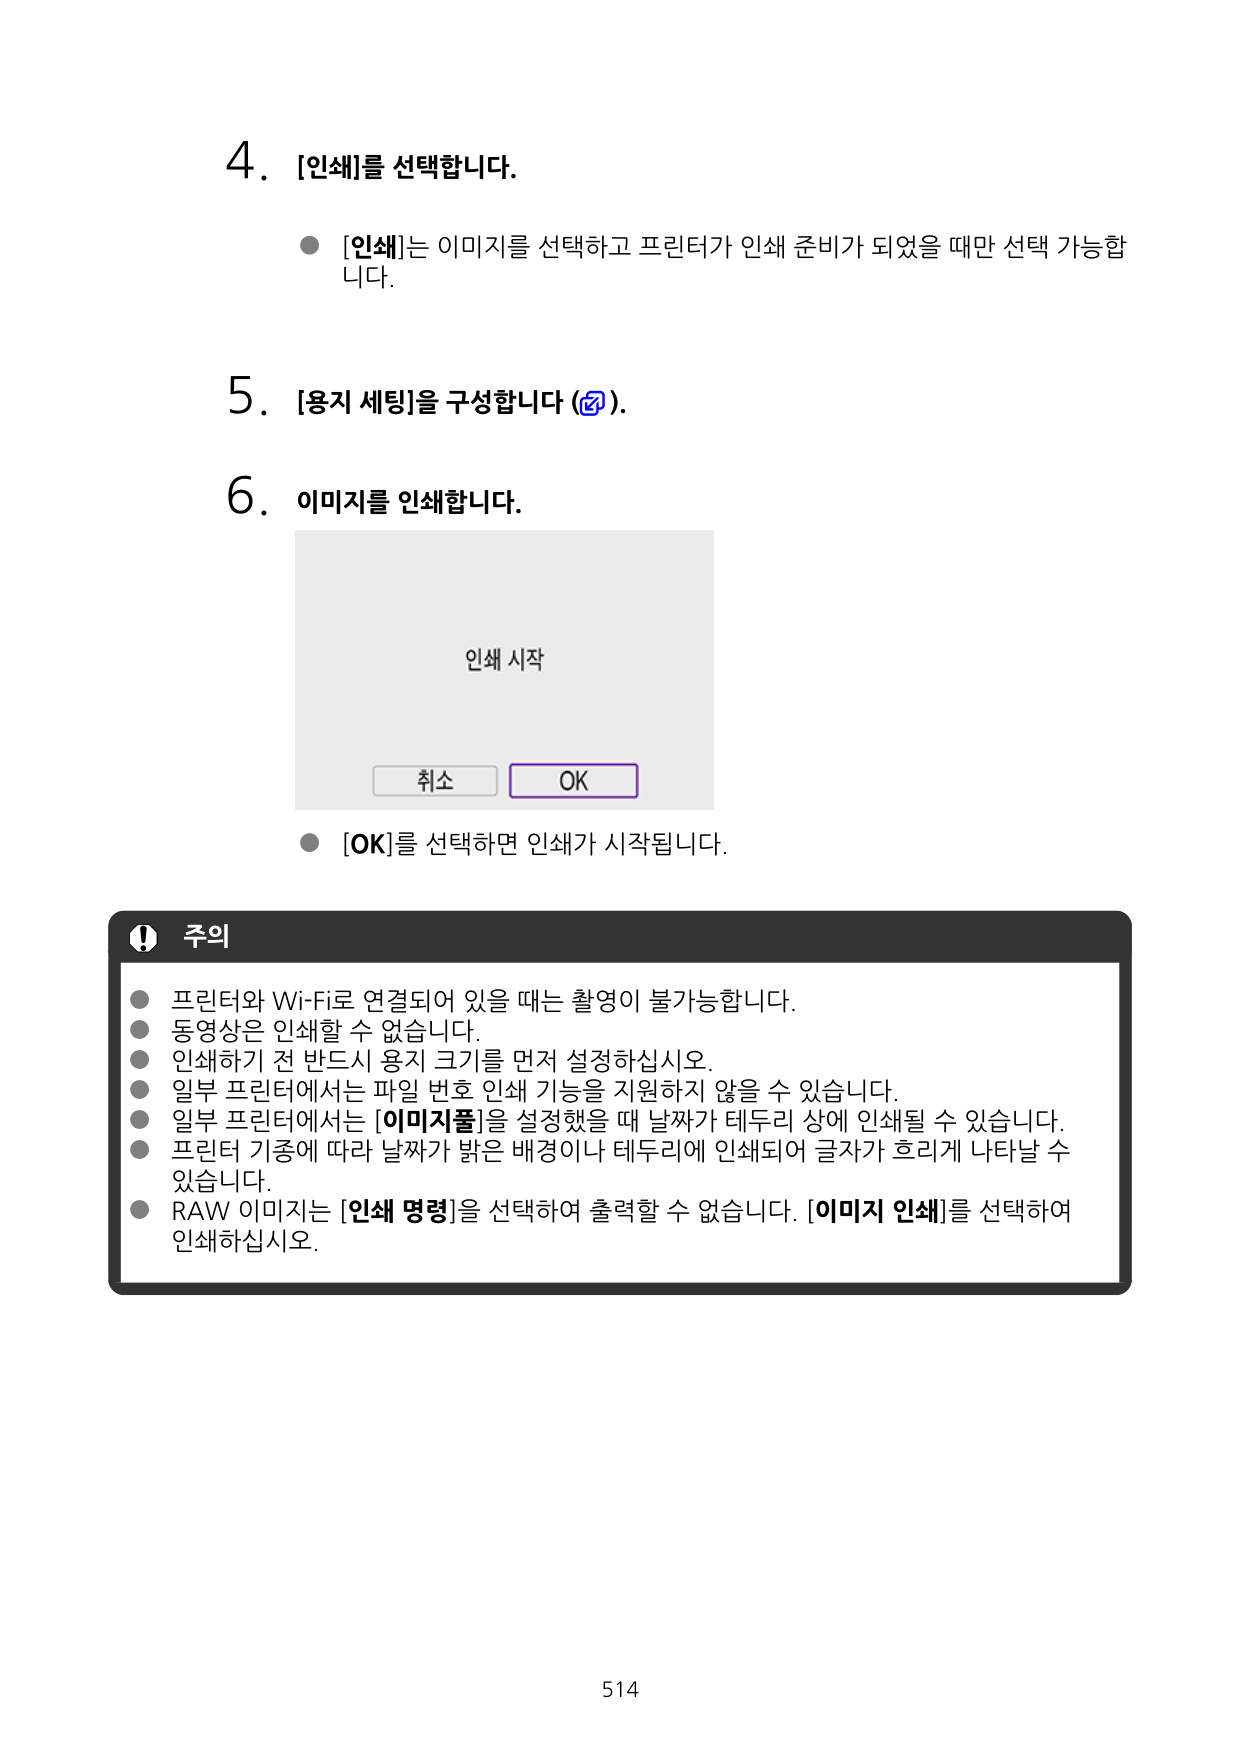 4. [인쇄]를 선택합니다.
● [인쇄]는 이미지를 선택하고 프린터가 인쇄 준비가 되었을 때만 선택 가능합
니다.
5. [용지 세팅]을 구성합니다 ( ).
6. 이미지를 인쇄합니다.
인쇄 시작
취소 OK
● [OK]를 선택하면 인쇄가 시작됩니다.
주의
● 프린터와 Wi-Fi로 연결되어 있을 때는 촬영이 불가능합니다.
● 동영상은 인쇄할 수 없습니다.
● 인쇄하기 전 반드시 용지 크기를 먼저 설정하십시오.
● 일부 프린터에서는 파일 번호 인쇄 기능을 지원하지 않을 수 있습니다.
● 일부 프린터에서는 [이미지풀]을 설정했을 때 날짜가 테두리 상에 인쇄될 수 있습니다.
● 프린터 기종에 따라 날짜가 밝은 배경이나 테두리에 인쇄되어 글자가 흐리게 나타날 수
있습니다.
● RAW 이미지는 [인쇄 명령]을 선택하여 출력할 수 없습니다. [이미지 인쇄]를 선택하여
인쇄하십시오.
514